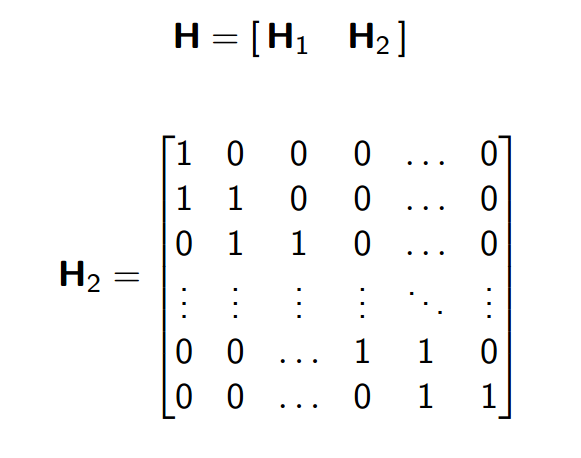 H = [ H₁ H₂ ]
1 0 0 0 … 0
1 1 0 0 … 0
0 1 1 0 … 0
H₂ = ⋮ ⋮ ⋮ ⋮ ⋱ ⋮
0 0 … 1 1 0
0 0 … 0 1 1